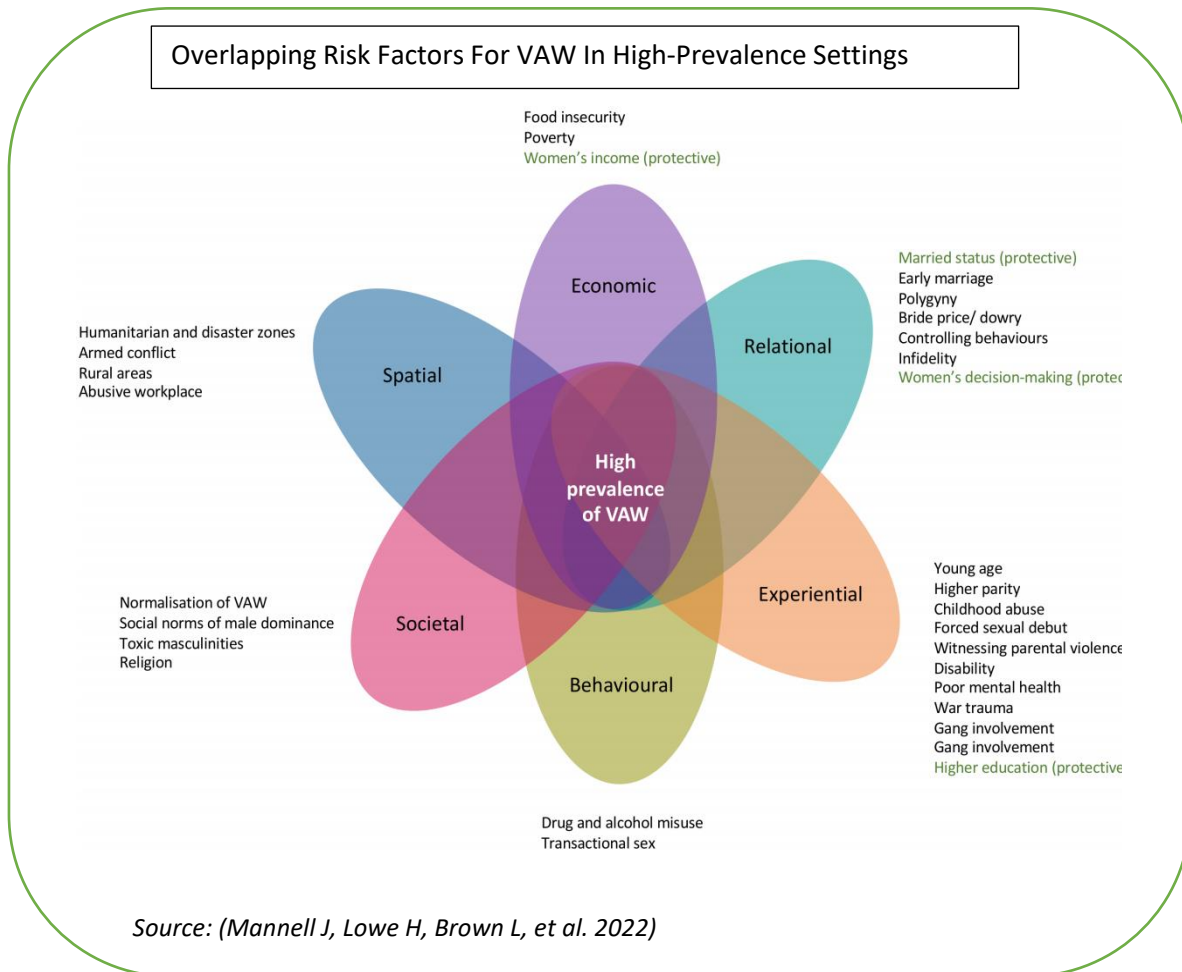 Overlapping Risk Factors For VAW In High-Prevalence Settings
Food insecurity
Poverty
Women's income (protective)
Economic
Married status (protective)
Early marriage
Polygyny
Bride price/ dowry
Controlling behaviours
Infidelity
Women's decision-making (protec
Relational
Humanitarian and disaster zones
Armed conflict
Rural areas
Abusive workplace
Spatial
High
prevalence
of VAW
Experiential
Young age
Higher parity
Childhood abuse
Forced sexual debut
Witnessing parental violence
Disability
Poor mental health
War trauma
Gang involvement
Gang involvement
Higher education (protective
Normalisation of VAW
Social norms of male dominance
Toxic masculinities
Religion
Societal
Behavioural
Drug and alcohol misuse
Transactional sex
Source: (Mannell J, Lowe H, Brown L, et al. 2022)